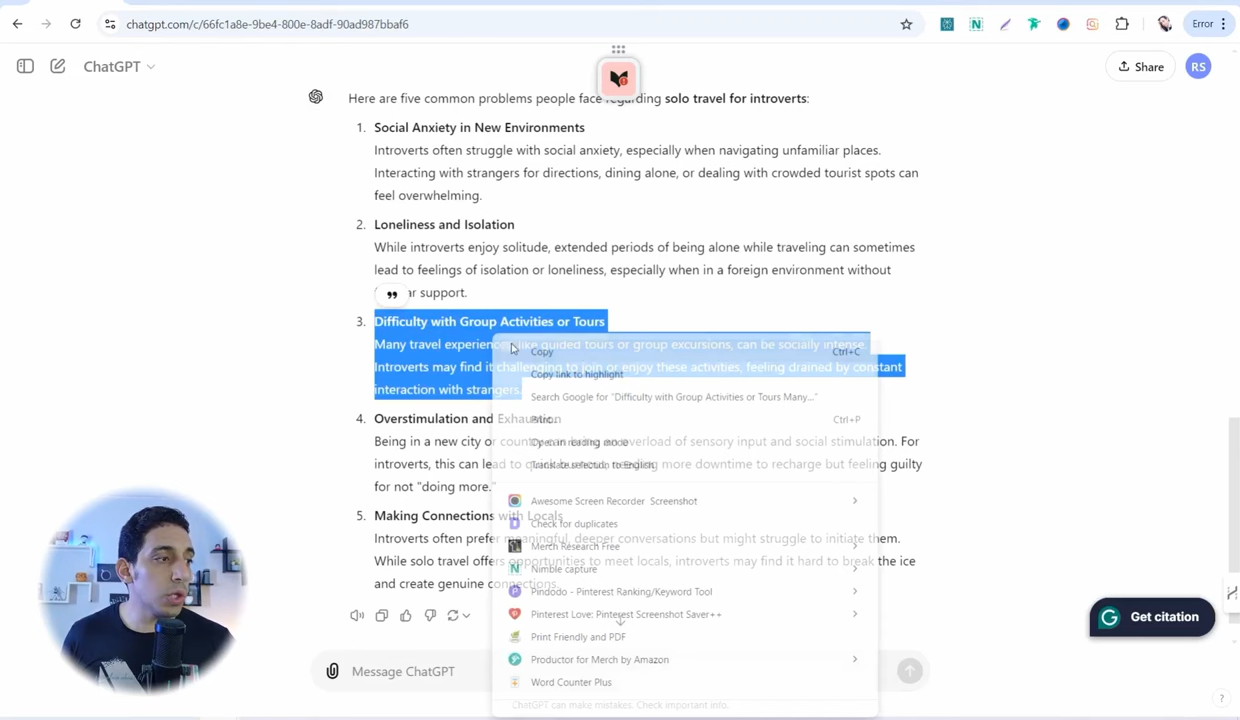 chatgpt.com/c/66fc1a8e-9be4-800e-8adf-90ad987bbaf6
Error
ChatGPT
Share
RS
Here are five common problems people face regarding solo travel for introverts:
1. Social Anxiety in New Environments
Introverts often struggle with social anxiety, especially when navigating unfamiliar places.
Interacting with strangers for directions, dining alone, or dealing with crowded tourist spots can
feel overwhelming.
2. Loneliness and Isolation
While introverts enjoy solitude, extended periods of being alone while traveling can sometimes
lead to feelings of isolation or loneliness, especially when in a foreign environment without
ar support.
3. Difficulty with Group Activities or Tours
Many travel experiences, like guided tours or group excursions, can be socially intense.
Introverts may find it challenging to join or enjoy these activities, feeling drained by constant
interaction with strangers.
4. Overstimulation and Exhaustion
Being in a new city or country can bring an overload of sensory input and social stimulation. For
introverts, this can lead to quick burnout, needing more downtime to recharge but feeling guilty
for not "doing more."
5. Making Connections with Locals
Introverts often prefer meaningful, deeper conversations but might struggle to initiate them.
While solo travel offers opportunities to meet locals, introverts may find it hard to break the ice
and create genuine connections.
Copy Ctrl+C
Copy link to highlight
Search Google for "Difficulty with Group Activities or Tours Many..."
Print... Ctrl+P
Open in reading mode
Translate selection to English
Awesome Screen Recorder Screenshot
Check for duplicates
Merch Research Free
Nimble capture
Pindodo - Pinterest Ranking/Keyword Tool
Pinterest Love: Pinterest Screenshot Saver++
Print Friendly and PDF
Productor for Merch by Amazon
Word Counter Plus
Get citation
Message ChatGPT
ChatGPT can make mistakes. Check important info.
?